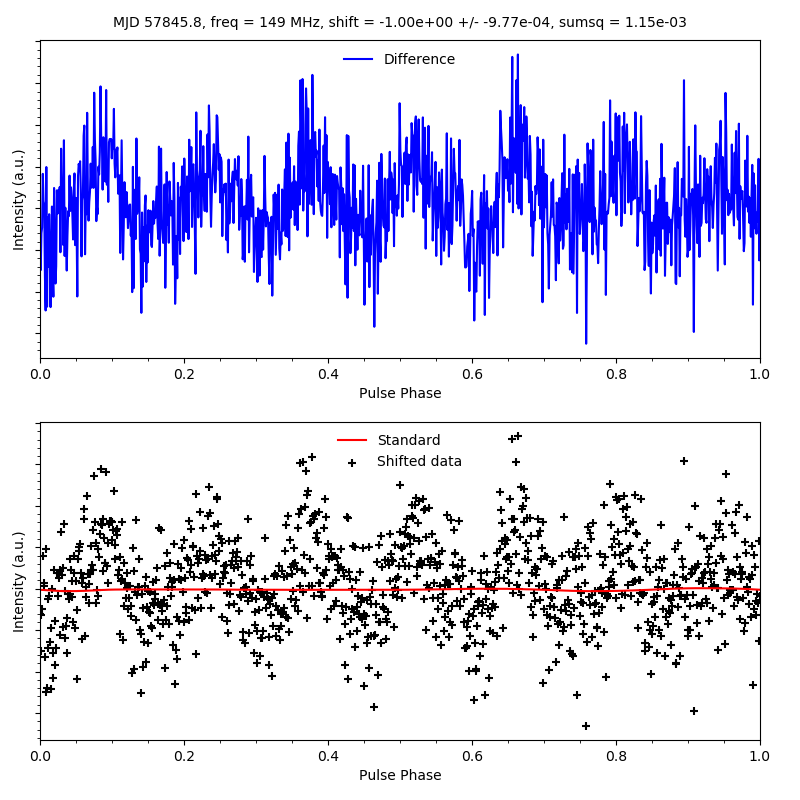 MJD 57845.8, freq = 149 MHz, shift = -1.00e+00 +/- -9.77e-04, sumsq = 1.15e-03
Difference
Intensity (a.u.)
0.0 0.2 0.4 0.6 0.8 1.0
Pulse Phase
Standard
Shifted data
Intensity (a.u.)
0.0 0.2 0.4 0.6 0.8 1.0
Pulse Phase